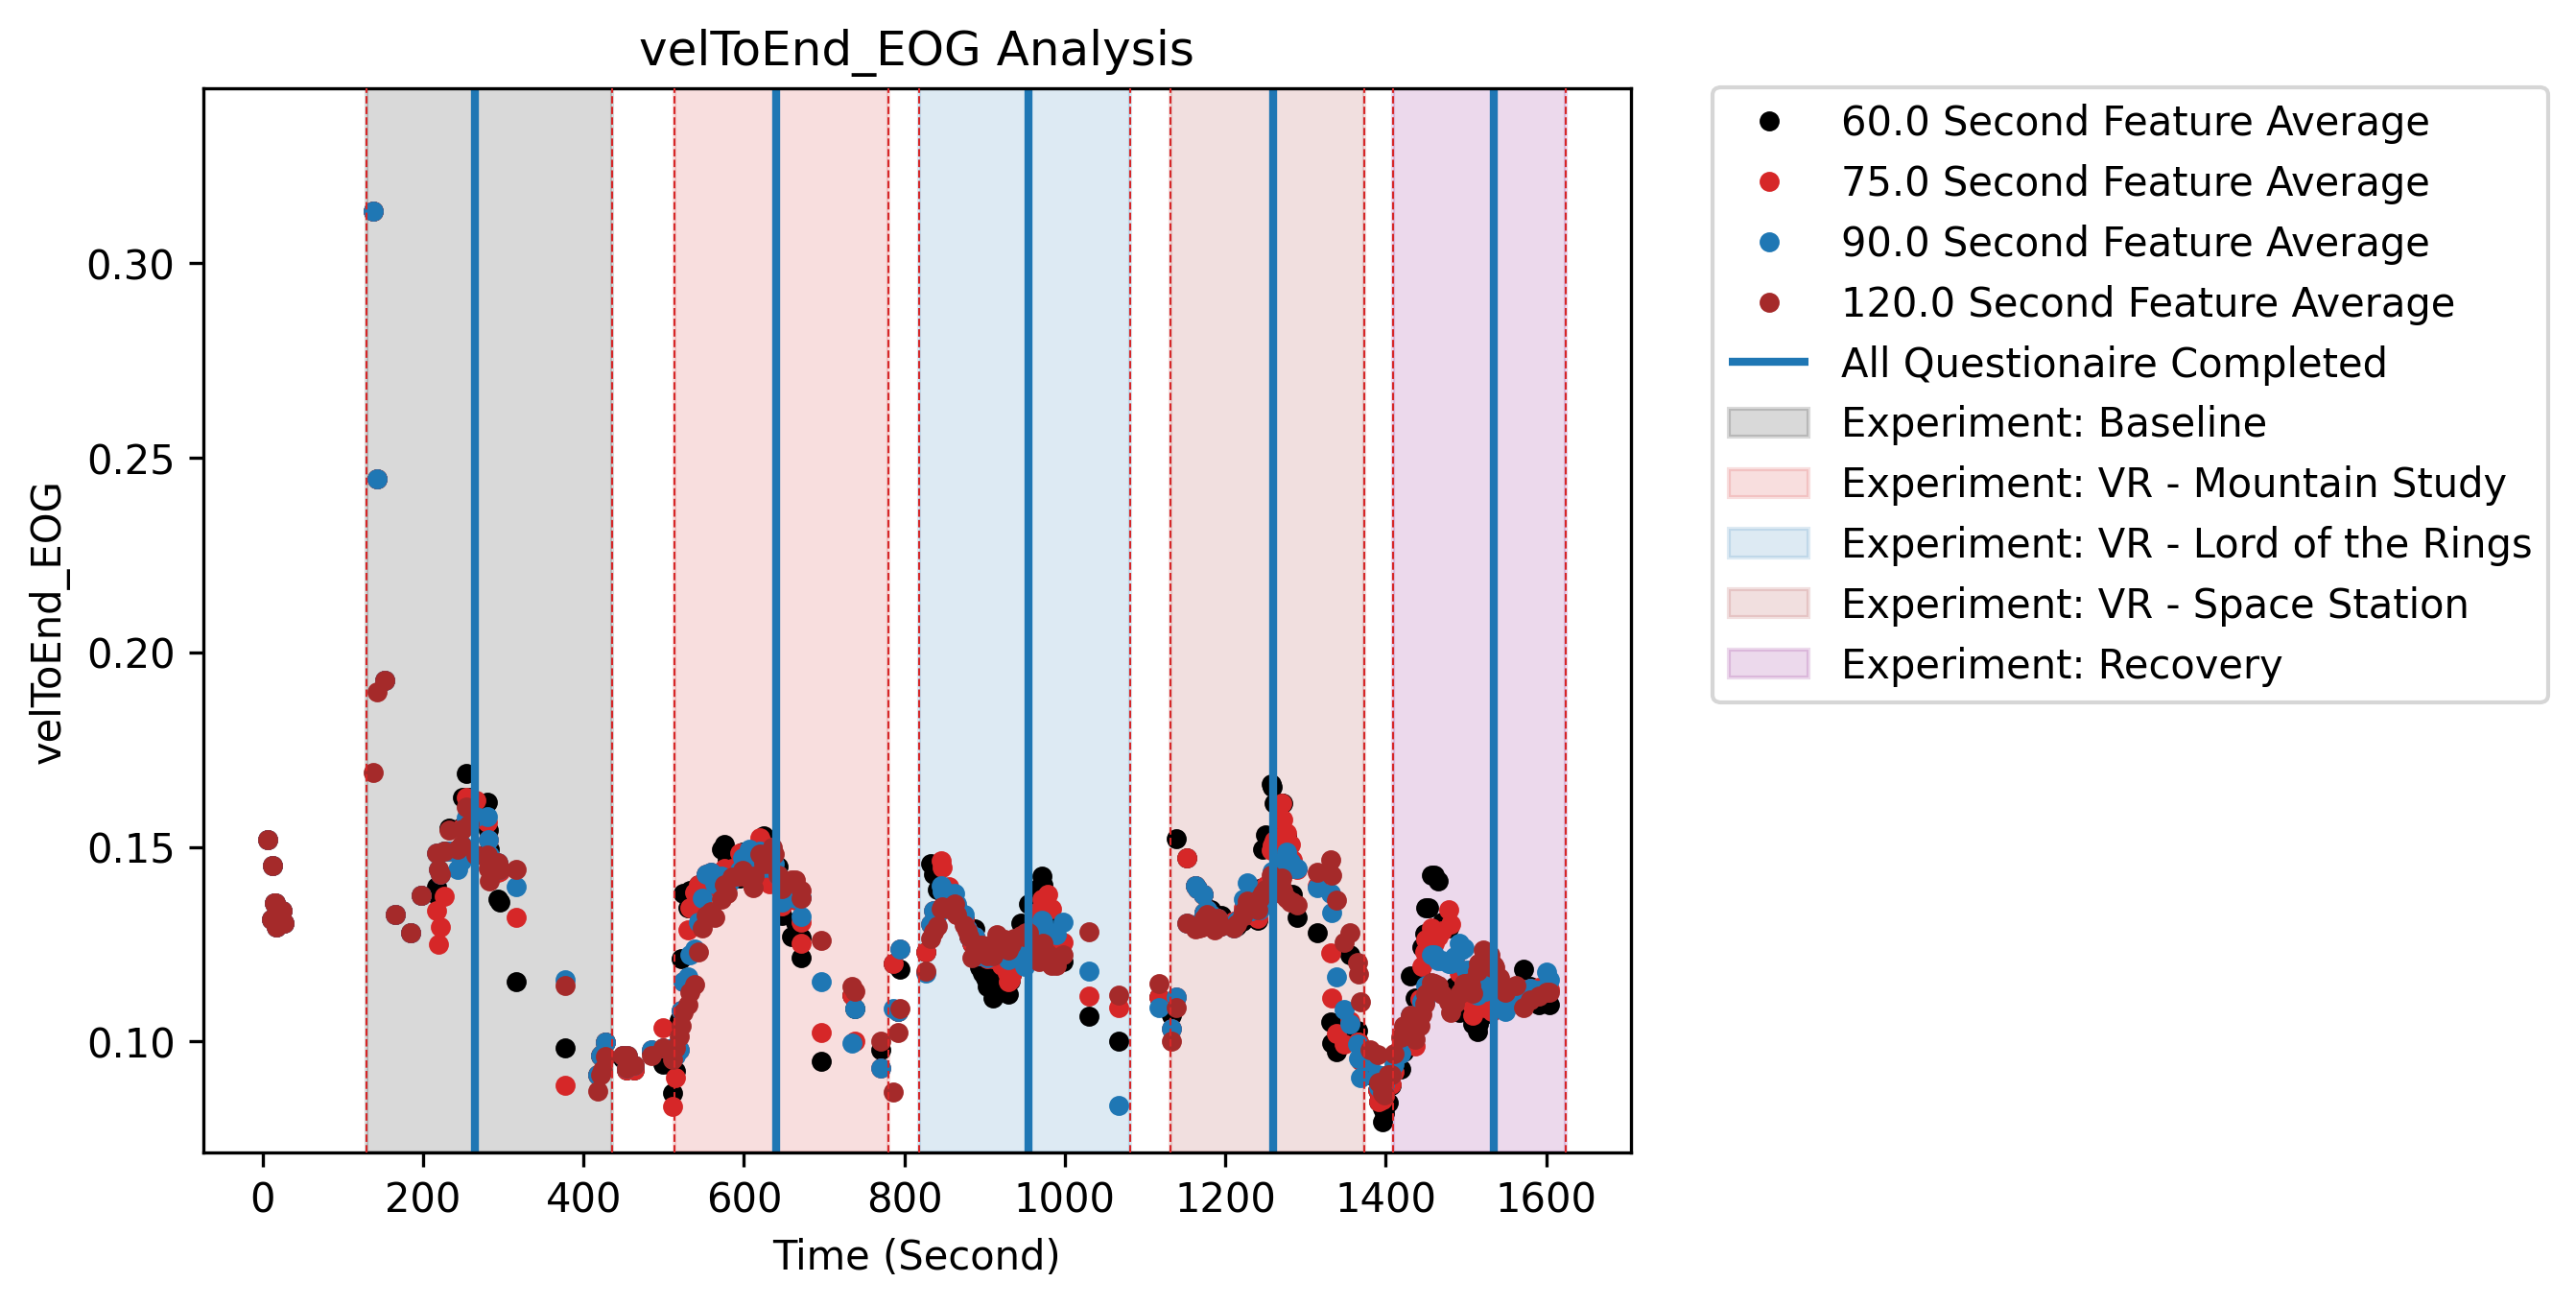 velToEnd_EOG Analysis
velToEnd_EOG
0.30
0.25
0.20
0.15
0.10
0
200
400
600
800
1000
1200
1400
1600
Time (Second)
60.0 Second Feature Average
75.0 Second Feature Average
90.0 Second Feature Average
120.0 Second Feature Average
All Questionaire Completed
Experiment: Baseline
Experiment: VR - Mountain Study
Experiment: VR - Lord of the Rings
Experiment: VR - Space Station
Experiment: Recovery